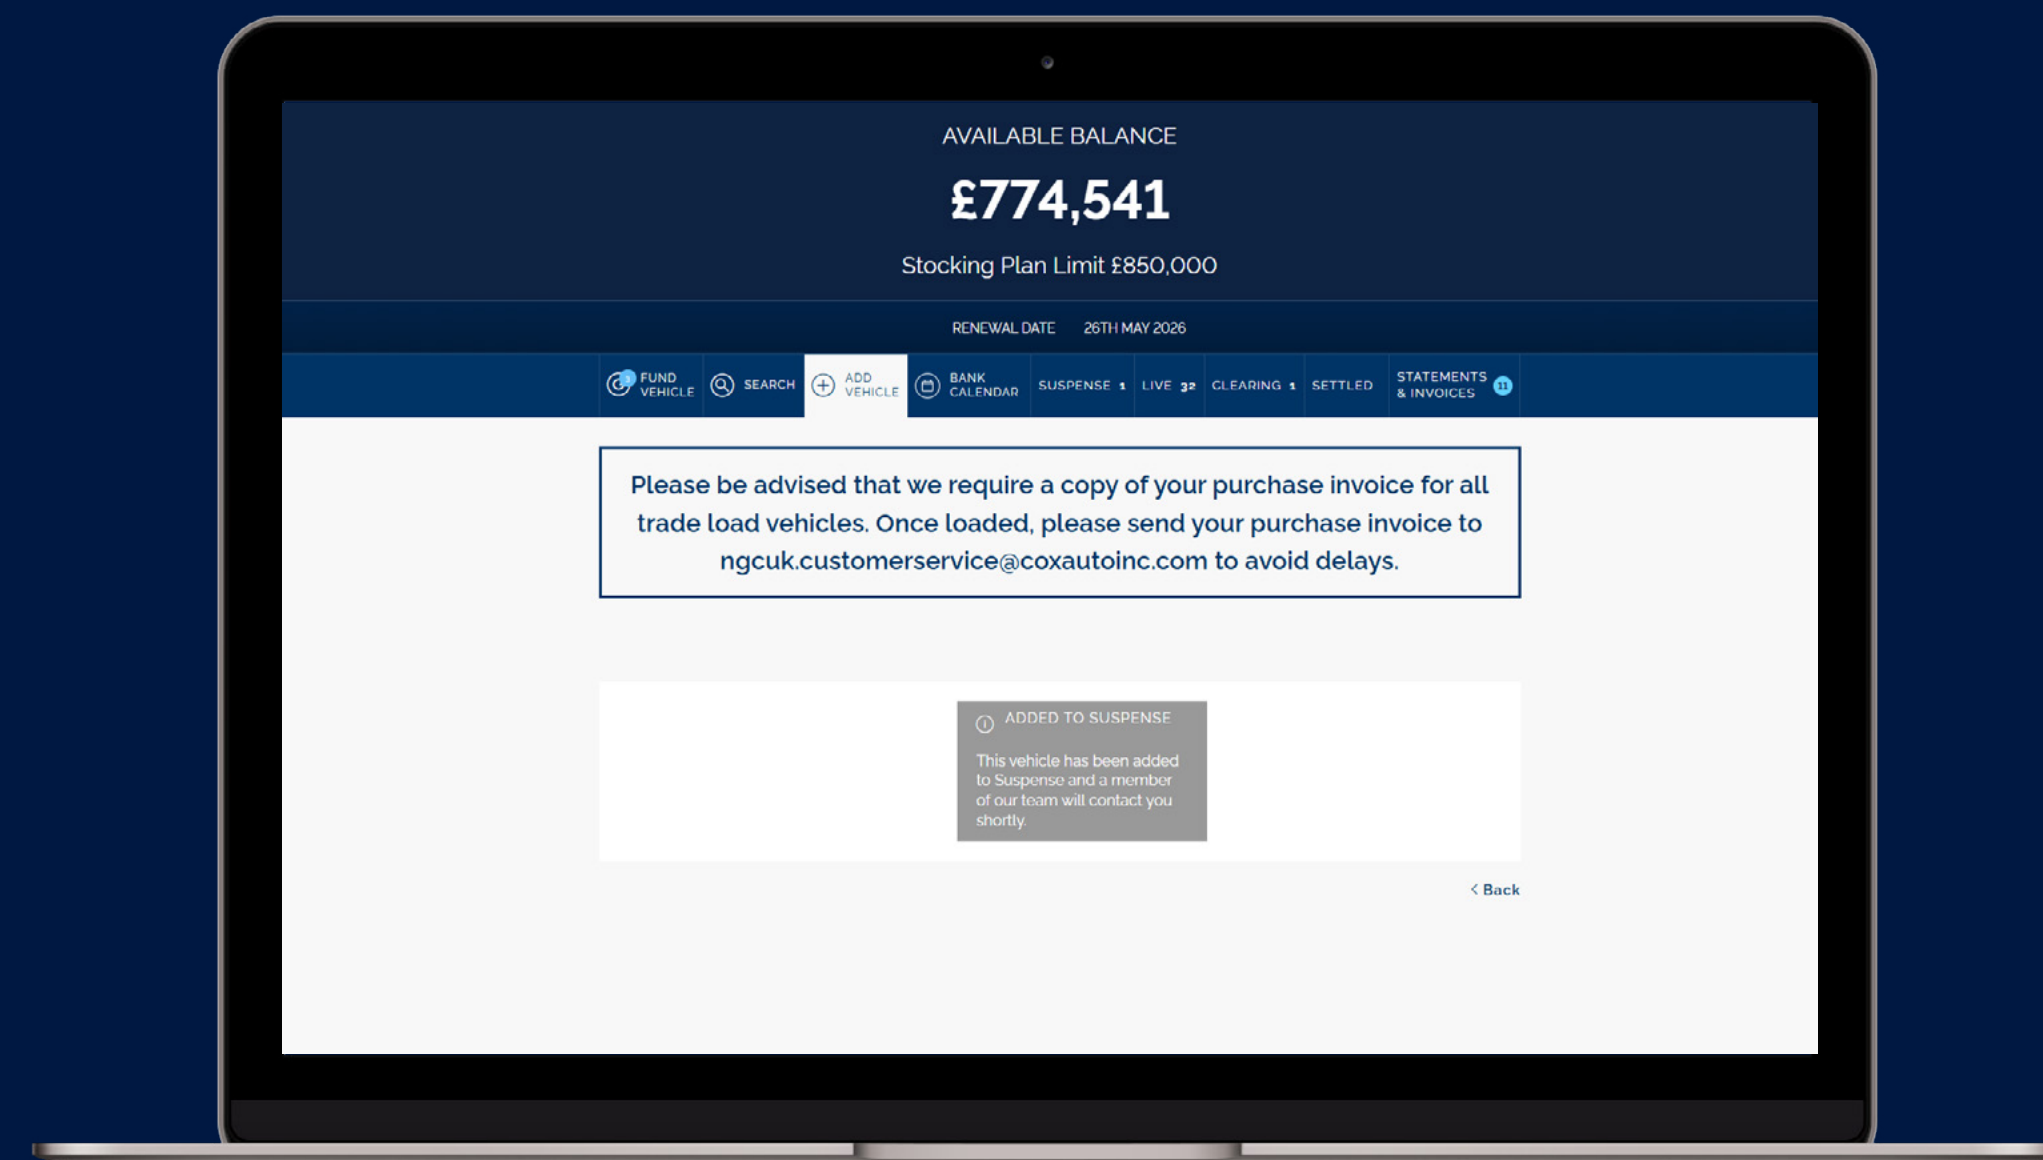 AVAILABLE BALANCE
£774,541
Stocking Plan Limit £850,000
RENEWAL DATE 26TH MAY 2026
FUND VEHICLE
SEARCH
ADD VEHICLE
BANK CALENDAR
SUSPENSE 1
LIVE 32
CLEARING 1
SETTLED
STATEMENTS & INVOICES 11
Please be advised that we require a copy of your purchase invoice for all
trade load vehicles. Once loaded, please send your purchase invoice to
ngcuk.customerservice@coxautoinc.com to avoid delays.
ADDED TO SUSPENSE
This vehicle has been added
to Suspense and a member
of our team will contact you
shortly.
< Back